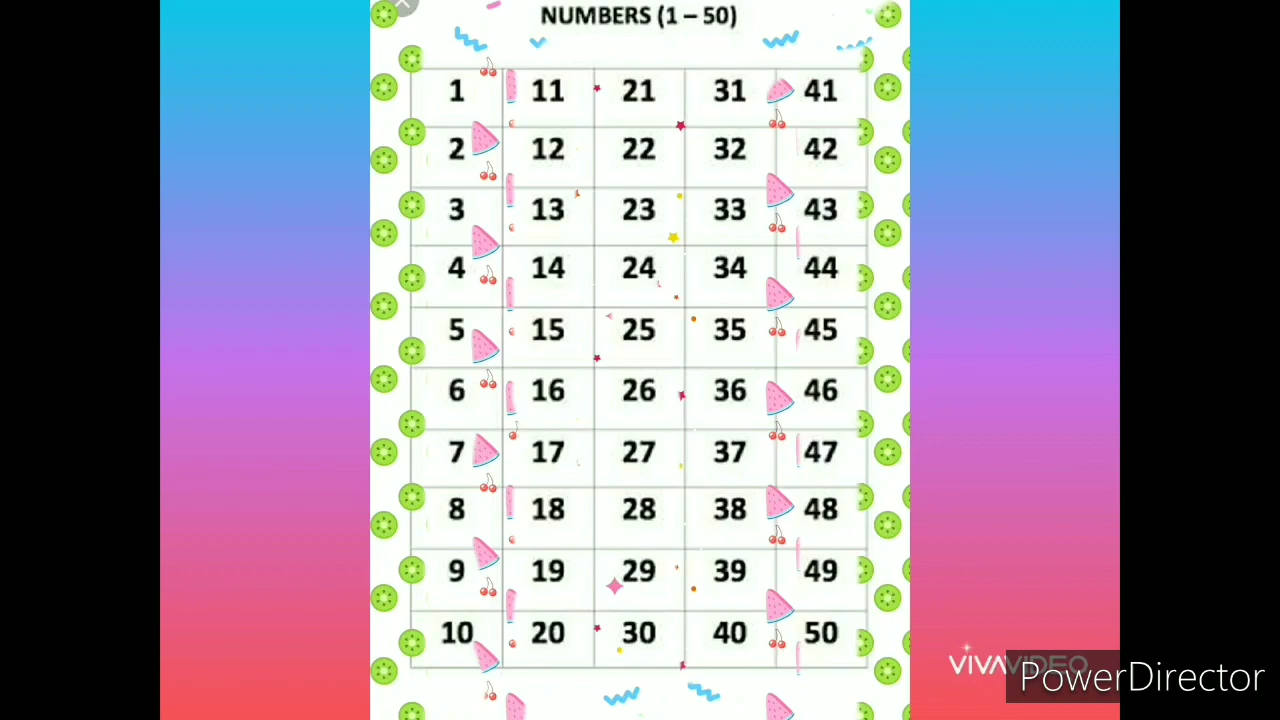 NUMBERS (1 – 50)
1 11 21 31 41
2 12 22 32 42
3 13 23 33 43
4 14 24 34 44
5 15 25 35 45
6 16 26 36 46
7 17 27 37 47
8 18 28 38 48
9 19 29 39 49
10 20 30 40 50
VIVAVIDEO
PowerDirector